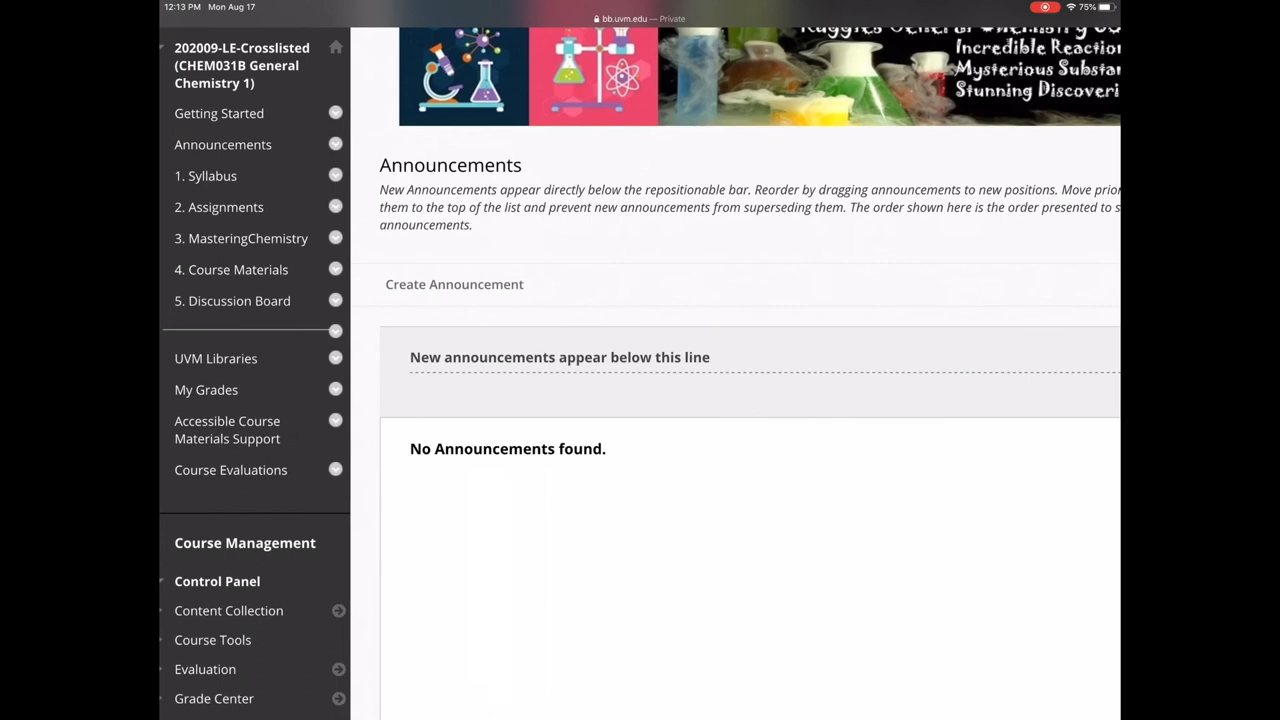 12:13 PM Mon Aug 17
bb.uvm.edu — Private
75%
202009-LE-Crosslisted
(CHEM031B General
Chemistry 1)
Getting Started
Announcements
1. Syllabus
2. Assignments
3. MasteringChemistry
4. Course Materials
5. Discussion Board
UVM Libraries
My Grades
Accessible Course
Materials Support
Course Evaluations
Course Management
Control Panel
Content Collection
Course Tools
Evaluation
Grade Center
Incredible Reaction
Mysterious Substan
Stunning Discoveri
Announcements
New Announcements appear directly below the repositionable bar. Reorder by dragging announcements to new positions. Move prior
them to the top of the list and prevent new announcements from superseding them. The order shown here is the order presented to s
announcements.
Create Announcement
New announcements appear below this line
No Announcements found.